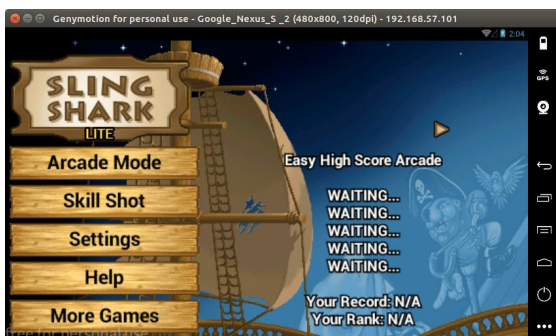 Genymotion for personal use - Google_Nexus_S _2 (480x800, 120dpi) - 192.168.57.101
2:04
GPS
SLING
SHARK
LITE
Arcade Mode
Skill Shot
Settings
Help
More Games
free for personal use
Easy High Score Arcade
WAITING...
WAITING...
WAITING...
WAITING...
WAITING...
Your Record: N/A
Your Rank: N/A